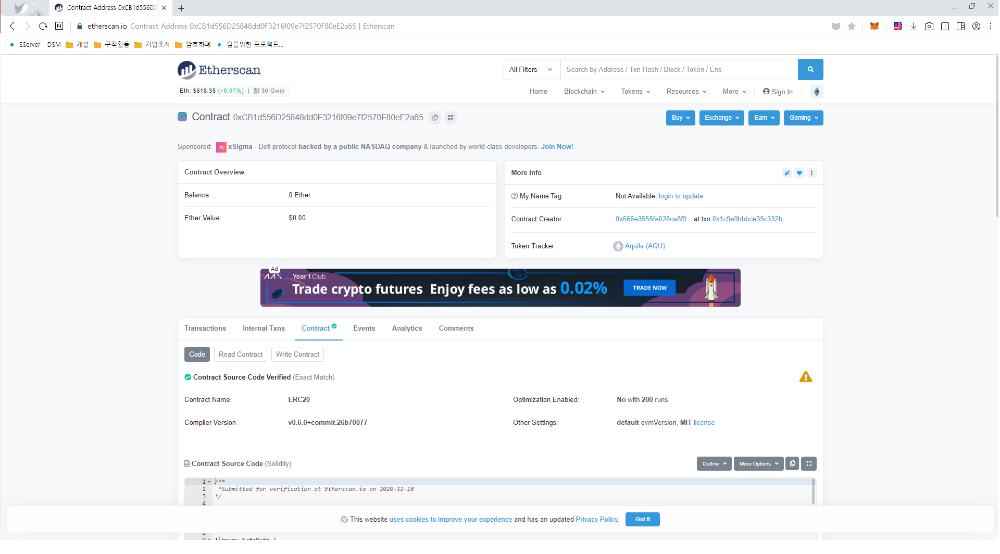 Contract Address 0xCB1d556D2
etherscan.io Contract Address 0xCB1d556D25848dd0F3216f09e7f2570F80eE2a65 | Etherscan
SServer - DSM 개발 구직활동 기업조사 암호화폐 팀을위한 프로젝트...
Etherscan
All Filters Search by Address / Txn Hash / Block / Token / Ens
Eth: $618.35 (+0.97%) | 30 Gwei
Home Blockchain Tokens Resources More Sign In
Contract 0xCB1d556D25848dd0F3216f09e7f2570F80eE2a65
Buy Exchange Earn Gaming
Sponsored: xSigma - Defi protocol backed by a public NASDAQ company & launched by world-class developers. Join Now!
Contract Overview
Balance: 0 Ether
Ether Value: $0.00
More Info
My Name Tag: Not Available, login to update
Contract Creator: 0x666e3555fe028ca8f9... at txn 0x1c9e9bbbce35c332b...
Token Tracker: Aquila (AQU)
Ad
AAX Year 1 Club
Trade crypto futures Enjoy fees as low as 0.02% TRADE NOW
Transactions Internal Txns Contract Events Analytics Comments
Code Read Contract Write Contract
Contract Source Code Verified (Exact Match)
Contract Name: ERC20
Optimization Enabled: No with 200 runs
Compiler Version v0.6.0+commit.26b70077
Other Settings: default evmVersion, MIT license
Contract Source Code (Solidity)
Outline More Options
1 /**
2 *Submitted for verification at Etherscan.io on 2020-12-18
3 */
4
This website uses cookies to improve your experience and has an updated Privacy Policy. Got It
library SafeMath {